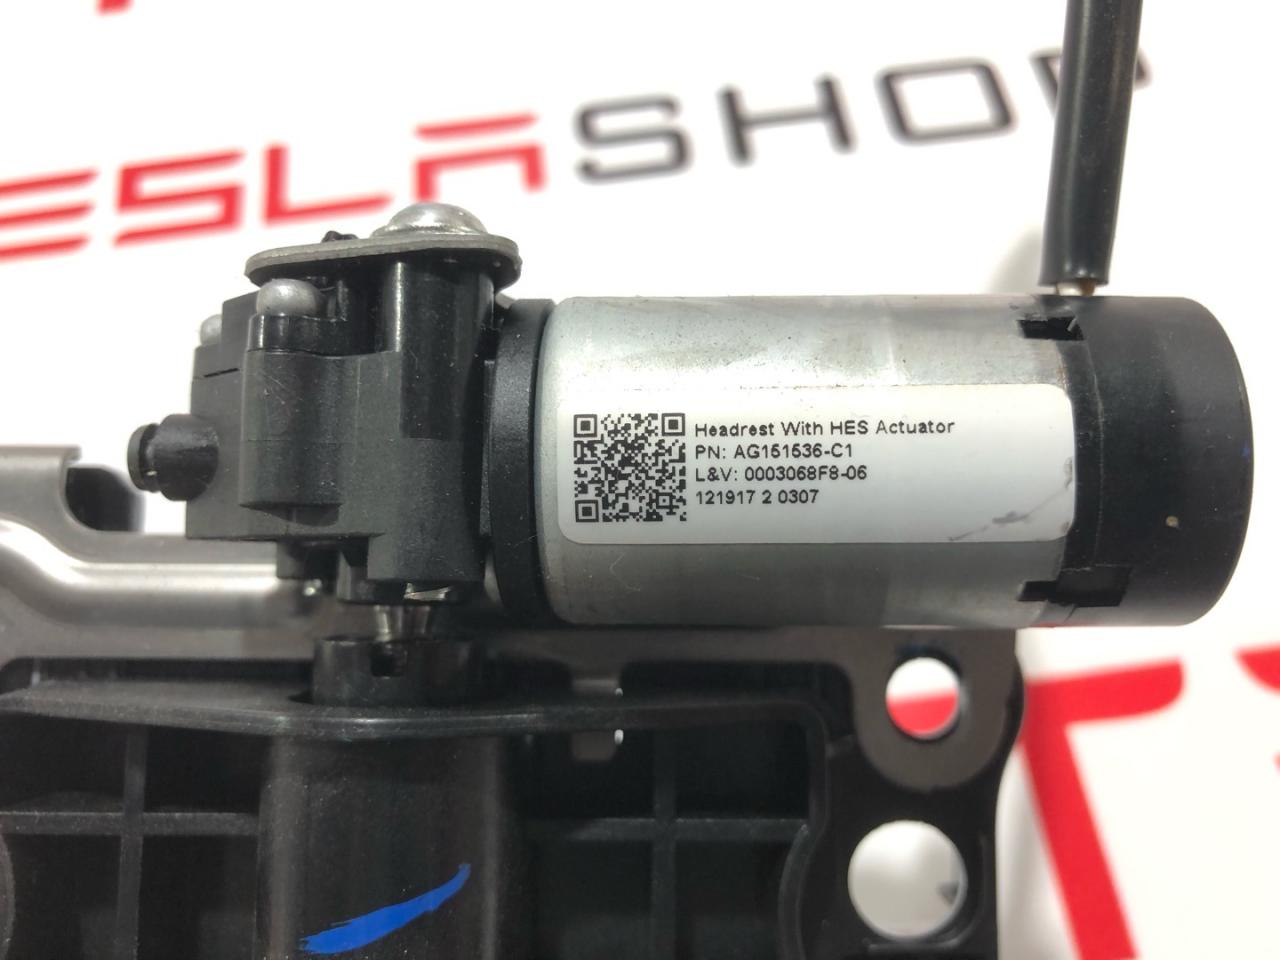 ESLASHOP
Headrest With HES Actuator
PN: AG151536-C1
L&V: 0003068F8-06
121917 2 0307
T